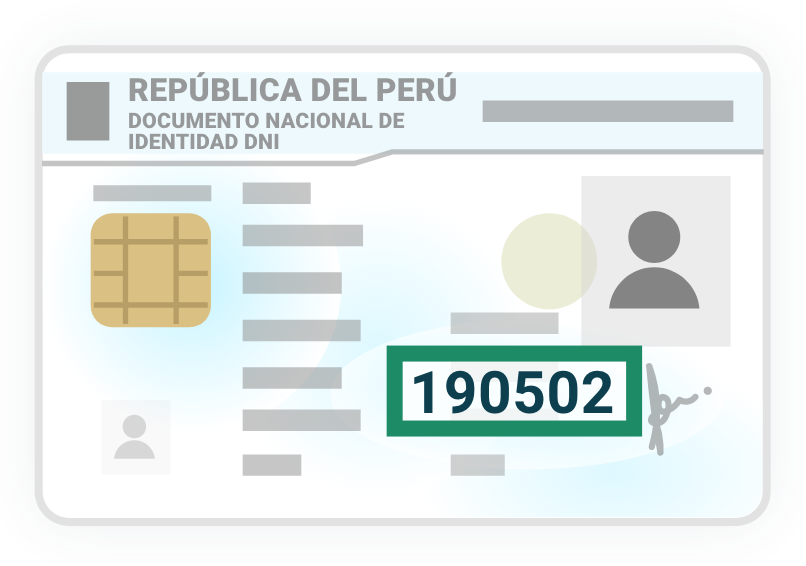 REPÚBLICA DEL PERÚ
DOCUMENTO NACIONAL DE
IDENTIDAD DNI
190502